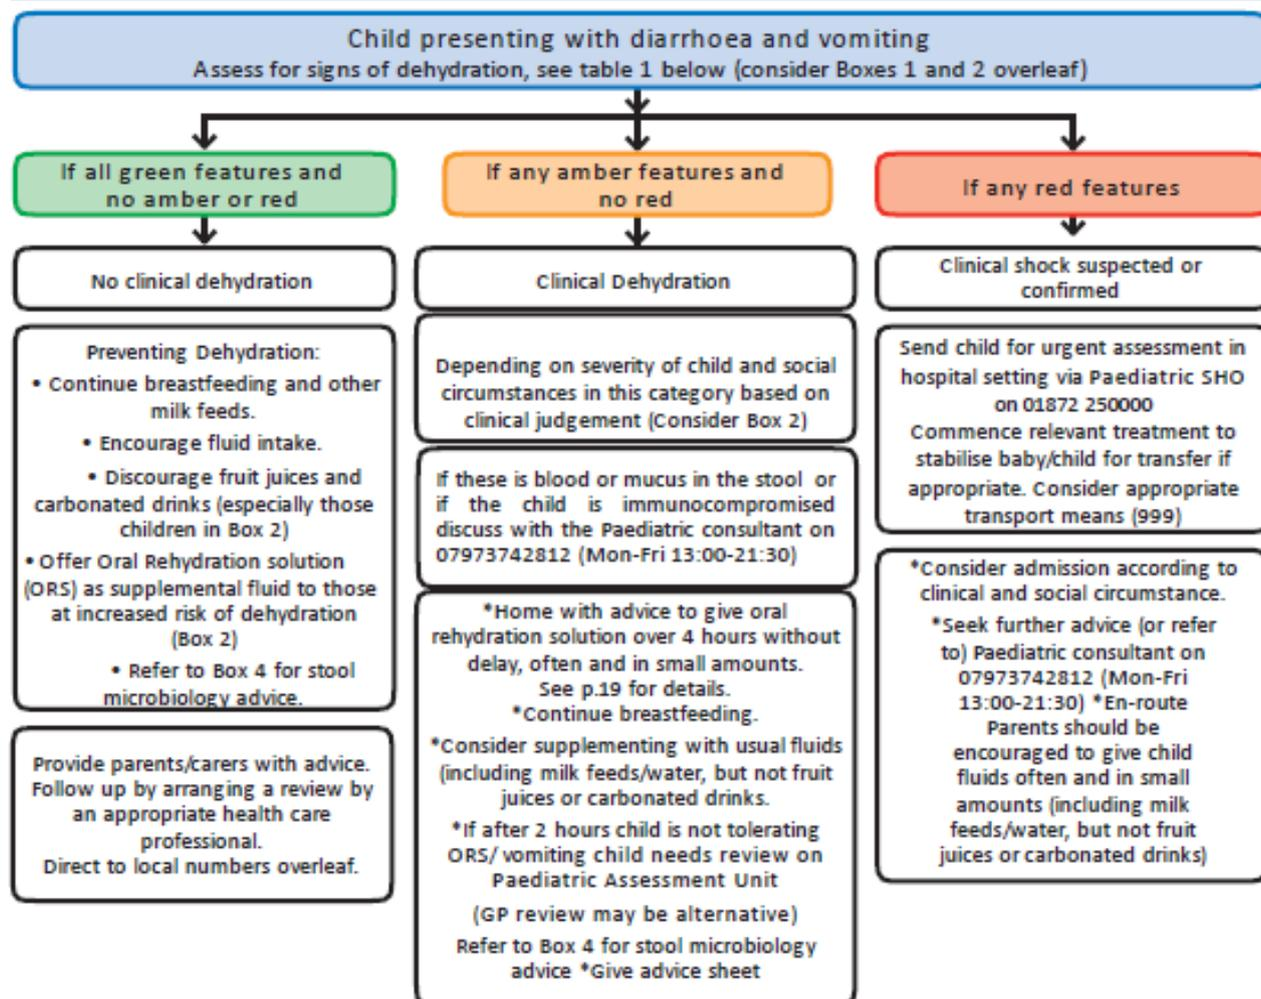 Child presenting with diarrhoea and vomiting
Assess for signs of dehydration, see table 1 below (consider Boxes 1 and 2 overleaf)
If all green features and
no amber or red
No clinical dehydration
Preventing Dehydration:
• Continue breastfeeding and other
milk feeds.
• Encourage fluid intake.
• Discourage fruit juices and
carbonated drinks (especially those
children in Box 2)
• Offer Oral Rehydration solution
(ORS) as supplemental fluid to those
at increased risk of dehydration
(Box 2)
• Refer to Box 4 for stool
microbiology advice.
Provide parents/carers with advice.
Follow up by arranging a review by
an appropriate health care
professional.
Direct to local numbers overleaf.
If any amber features and
no red
Clinical Dehydration
Depending on severity of child and social
circumstances in this category based on
clinical judgement (Consider Box 2)
If these is blood or mucus in the stool or
if the child is immunocompromised
discuss with the Paediatric consultant on
07973742812 (Mon-Fri 13:00-21:30)
*Home with advice to give oral
rehydration solution over 4 hours without
delay, often and in small amounts.
See p.19 for details.
*Continue breastfeeding.
*Consider supplementing with usual fluids
(including milk feeds/water, but not fruit
juices or carbonated drinks.
*If after 2 hours child is not tolerating
ORS/ vomiting child needs review on
Paediatric Assessment Unit
(GP review may be alternative)
Refer to Box 4 for stool microbiology
advice *Give advice sheet
If any red features
Clinical shock suspected or
confirmed
Send child for urgent assessment in
hospital setting via Paediatric SHO
on 01872 250000
Commence relevant treatment to
stabilise baby/child for transfer if
appropriate. Consider appropriate
transport means (999)
*Consider admission according to
clinical and social circumstance.
*Seek further advice (or refer
to) Paediatric consultant on
07973742812 (Mon-Fri
13:00-21:30) *En-route
Parents should be
encouraged to give child
fluids often and in small
amounts (including milk
feeds/water, but not fruit
juices or carbonated drinks)